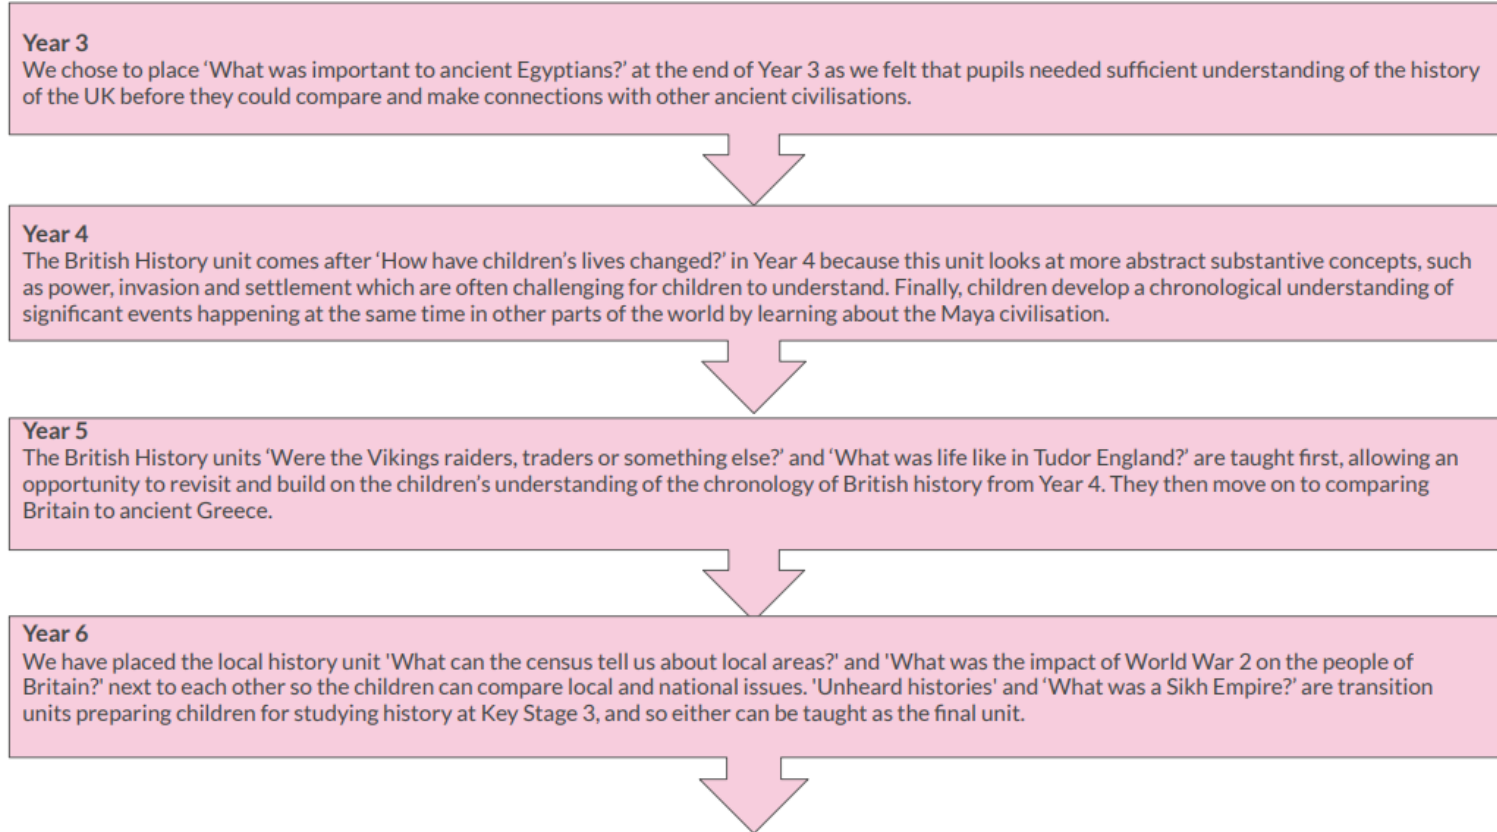 Year 3
We chose to place ‘What was important to ancient Egyptians?’ at the end of Year 3 as we felt that pupils needed sufficient understanding of the history
of the UK before they could compare and make connections with other ancient civilisations.
Year 4
The British History unit comes after ‘How have children’s lives changed?’ in Year 4 because this unit looks at more abstract substantive concepts, such
as power, invasion and settlement which are often challenging for children to understand. Finally, children develop a chronological understanding of
significant events happening at the same time in other parts of the world by learning about the Maya civilisation.
Year 5
The British History units ‘Were the Vikings raiders, traders or something else?’ and ‘What was life like in Tudor England?’ are taught first, allowing an
opportunity to revisit and build on the children’s understanding of the chronology of British history from Year 4. They then move on to comparing
Britain to ancient Greece.
Year 6
We have placed the local history unit 'What can the census tell us about local areas?' and 'What was the impact of World War 2 on the people of
Britain?' next to each other so the children can compare local and national issues. 'Unheard histories' and ‘What was a Sikh Empire?’ are transition
units preparing children for studying history at Key Stage 3, and so either can be taught as the final unit.